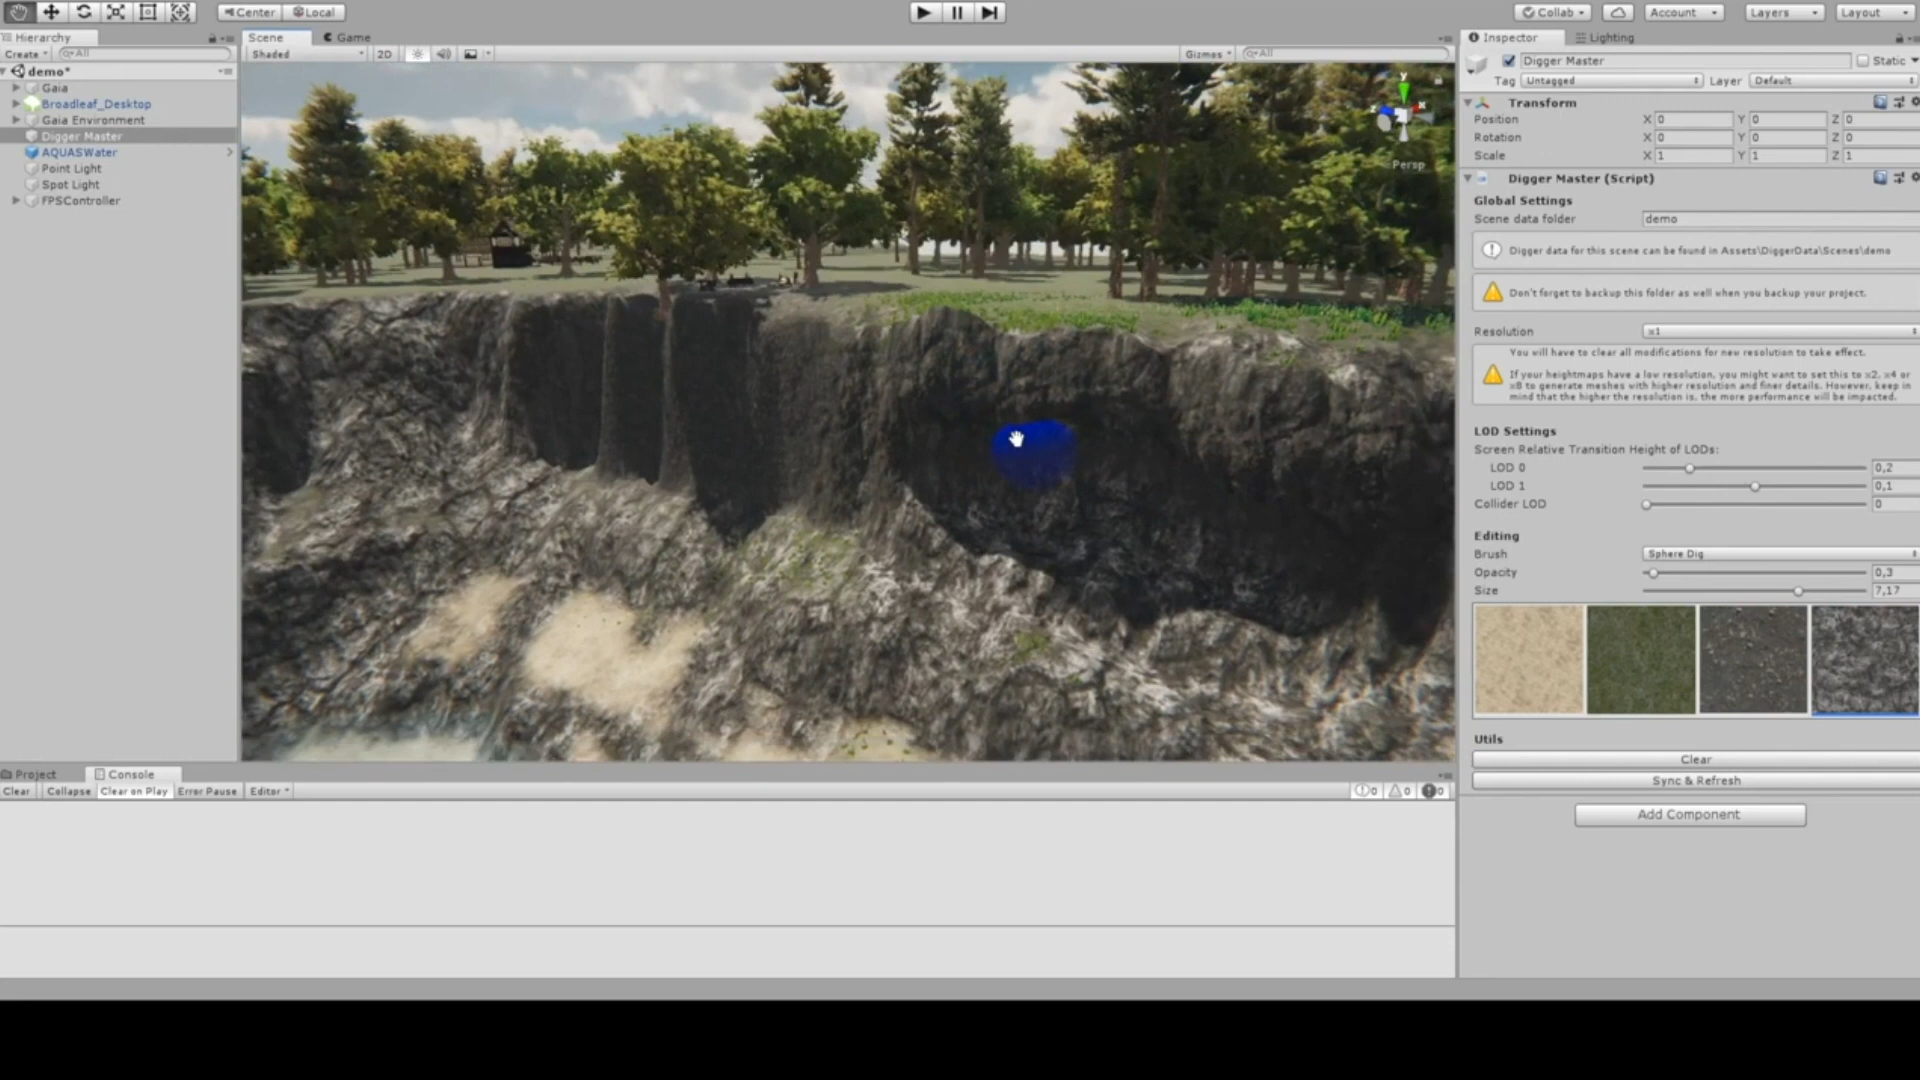 Center Local Collab Account Layers Layout
Hierarchy Scene Game Inspector Lighting
Create All Shaded 2D Gizmos All
demo*
Gaia
Broadleaf_Desktop
Gaia Environment
Digger Master
AQUASWater
Point Light
Spot Light
FPSController
y
x
z
Persp
Digger Master Static
Tag Untagged Layer Default
Transform
Position X 0 Y 0 Z 0
Rotation X 0 Y 0 Z 0
Scale X 1 Y 1 Z 1
Digger Master (Script)
Global Settings
Scene data folder demo
Digger data for this scene can be found in Assets\DiggerData\Scenes\demo
Don't forget to backup this folder as well when you backup your project.
Resolution x1
You will have to clear all modifications for new resolution to take effect.
If your heightmaps have a low resolution, you might want to set this to x2, x4 or
x8 to generate meshes with higher resolution and finer details. However, keep in
mind that the higher the resolution is, the more performance will be impacted.
LOD Settings
Screen Relative Transition Height of LODs:
LOD 0 0,2
LOD 1 0,1
Collider LOD 0
Editing
Brush Sphere Dig
Opacity 0,3
Size 7,17
Utils
Clear
Sync & Refresh
Add Component
Project Console
Clear Collapse Clear on Play Error Pause Editor 0 0 0